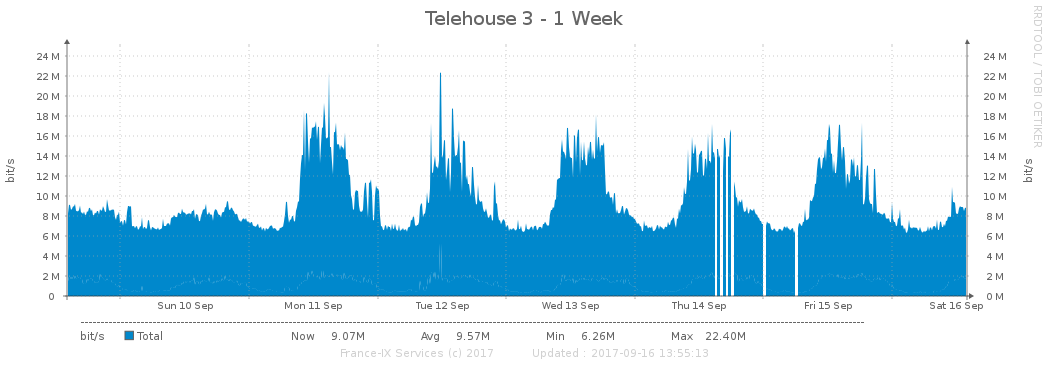 Telehouse 3 - 1 Week
RRDTOOL / TOBI OETIKER
24 M 24 M
22 M 22 M
20 M 20 M
18 M 18 M
16 M 16 M
14 M 14 M
12 M 12 M
10 M 10 M
8 M 8 M
6 M 6 M
4 M 4 M
2 M 2 M
0 0 M
bit/s
bit/s
Sun 10 Sep Mon 11 Sep Tue 12 Sep Wed 13 Sep Thu 14 Sep Fri 15 Sep Sat 16 Sep
bit/s Total Now 9.07M Avg 9.57M Min 6.26M Max 22.40M
France-IX Services (c) 2017 Updated : 2017-09-16 13:55:13